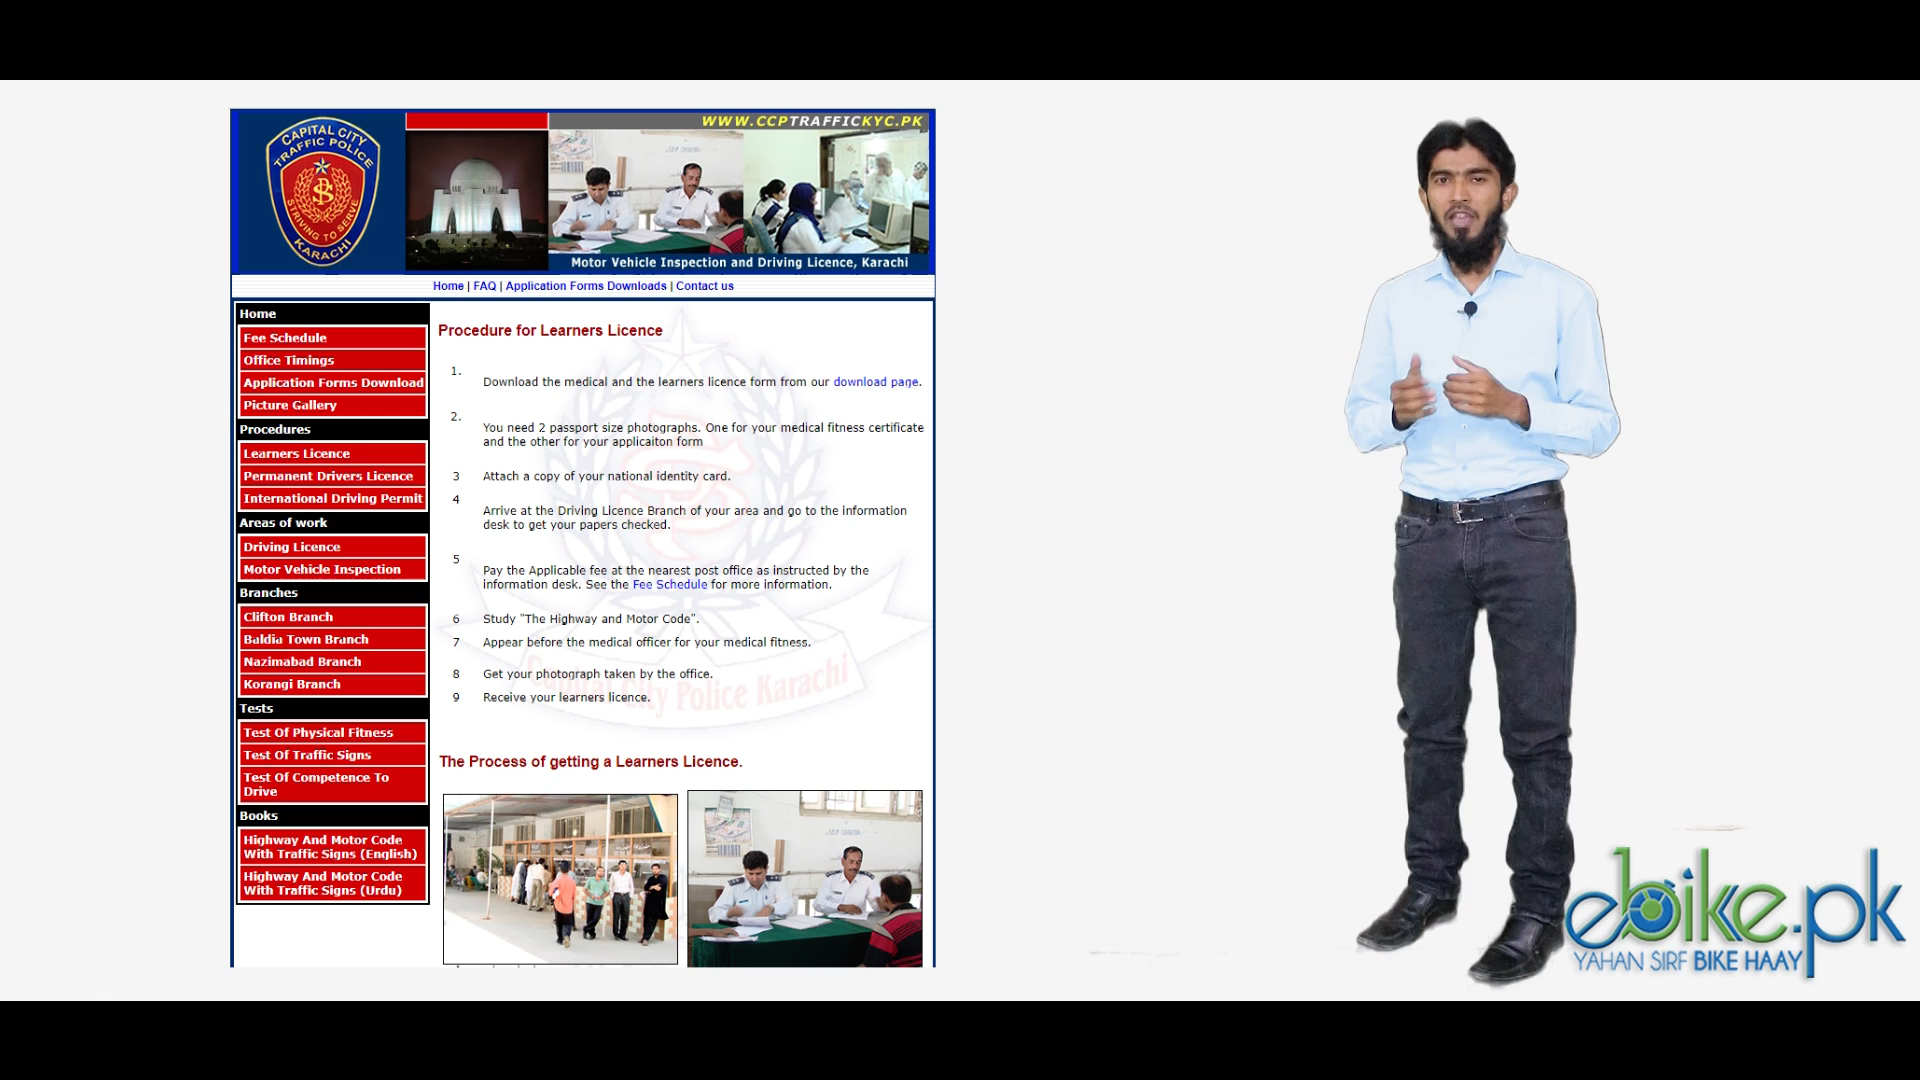 CAPITAL CITY
TRAFFIC POLICE
STRIVING TO SERVE
KARACHI
WWW.CCPTRAFFICKYC.PK
Motor Vehicle Inspection and Driving Licence, Karachi
Home | FAQ | Application Forms Downloads | Contact us
Home
Fee Schedule
Office Timings
Application Forms Download
Picture Gallery
Procedures
Learners Licence
Permanent Drivers Licence
International Driving Permit
Areas of work
Driving Licence
Motor Vehicle Inspection
Branches
Clifton Branch
Baldia Town Branch
Nazimabad Branch
Korangi Branch
Tests
Test Of Physical Fitness
Test Of Traffic Signs
Test Of Competence To
Drive
Books
Highway And Motor Code
With Traffic Signs (English)
Highway And Motor Code
With Traffic Signs (Urdu)
Procedure for Learners Licence
1.
Download the medical and the learners licence form from our download page.
2.
You need 2 passport size photographs. One for your medical fitness certificate
and the other for your applicaiton form
3 Attach a copy of your national identity card.
4
Arrive at the Driving Licence Branch of your area and go to the information
desk to get your papers checked.
5
Pay the Applicable fee at the nearest post office as instructed by the
information desk. See the Fee Schedule for more information.
6 Study "The Highway and Motor Code".
7 Appear before the medical officer for your medical fitness.
8 Get your photograph taken by the office.
9 Receive your learners licence.
Capital City Police Karachi
The Process of getting a Learners Licence.
ebike.pk
YAHAN SIRF BIKE HAAY